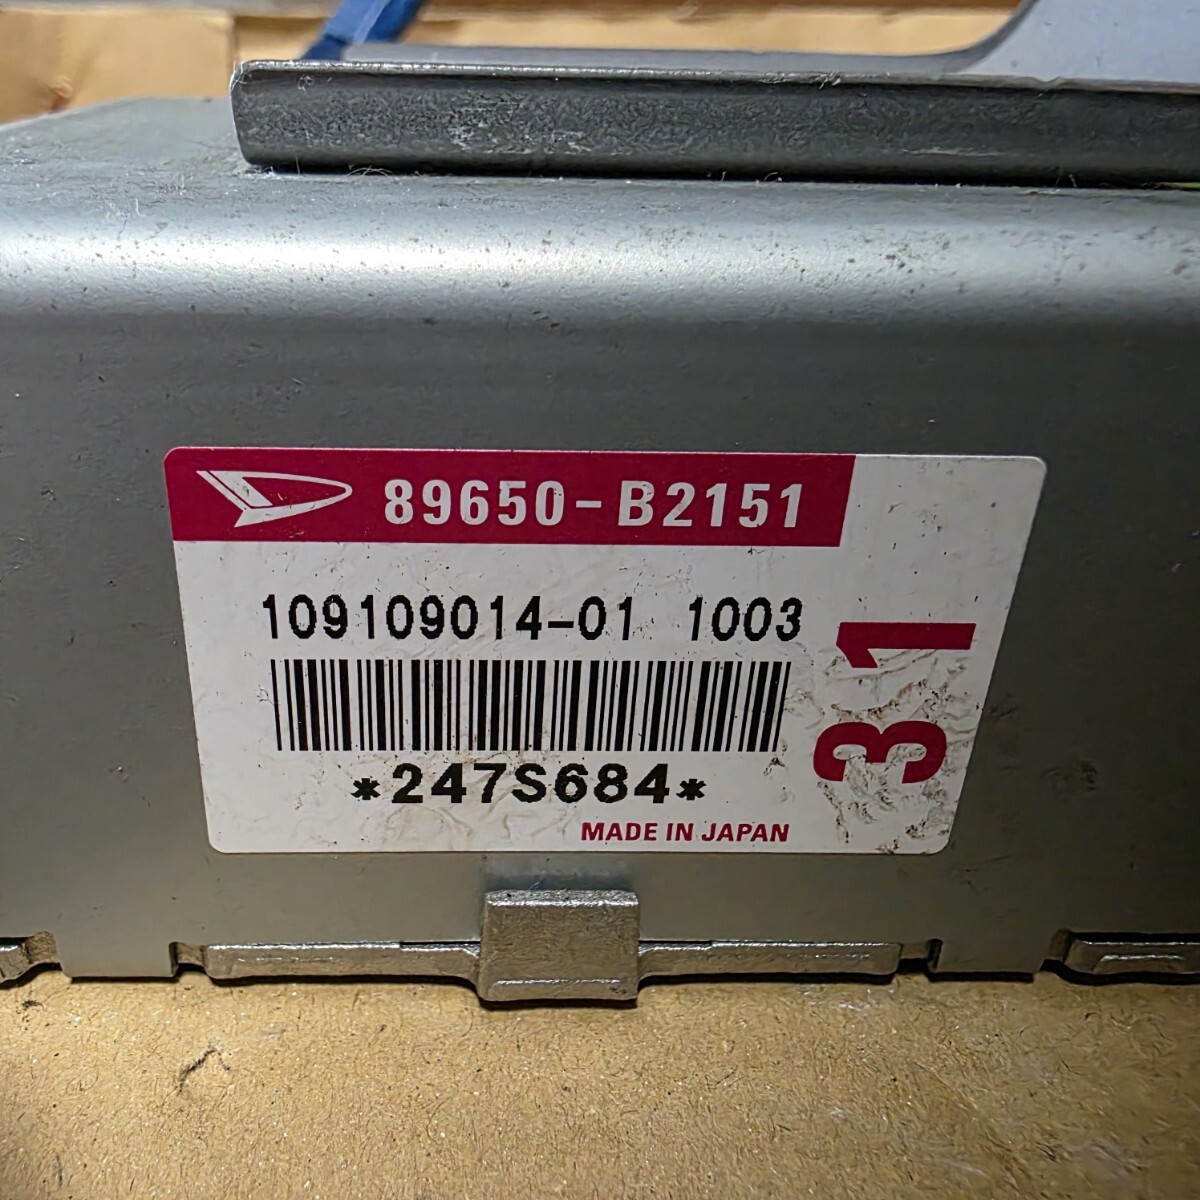 89650-B2151
109109014-01 1003
*247S684*
MADE IN JAPAN
31